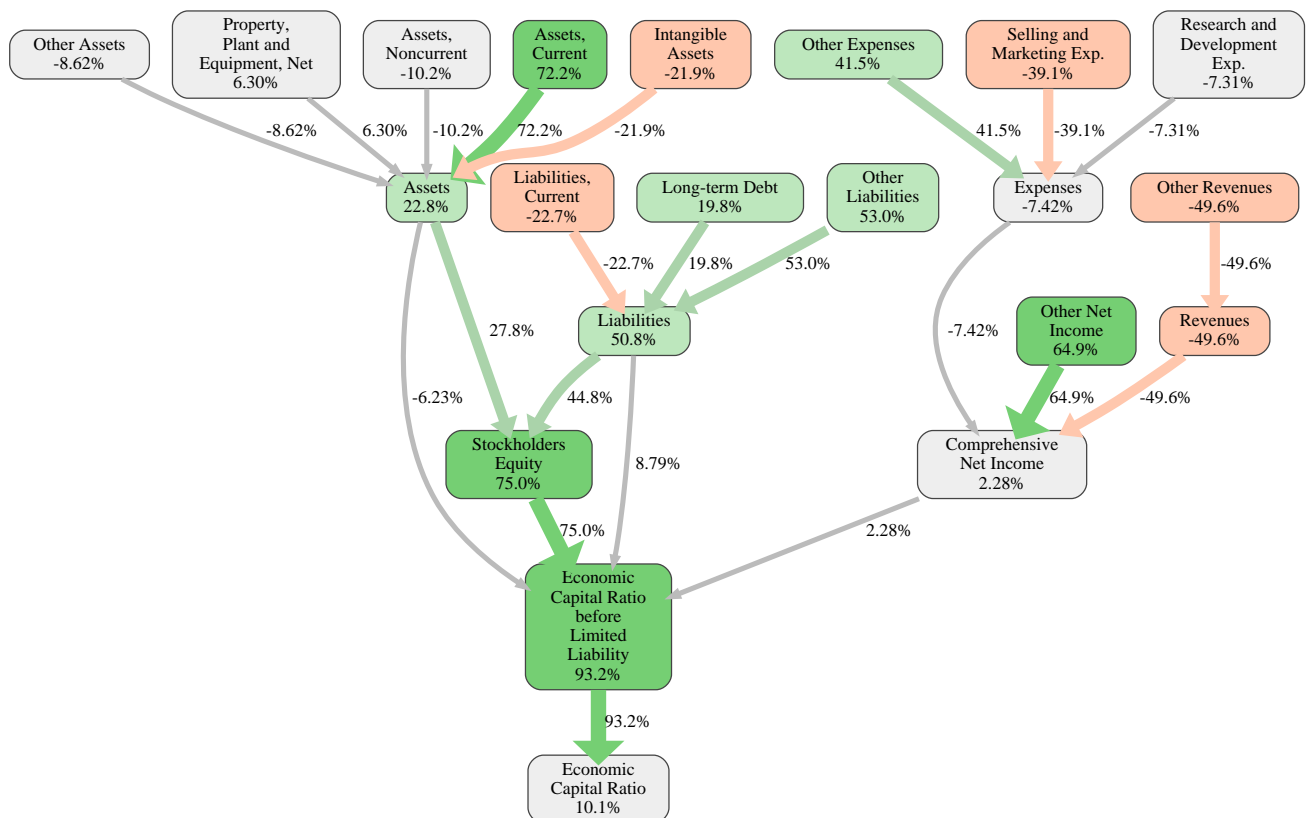 Other Assets
-8.62%
Property,
Plant and
Equipment, Net
6.30%
Assets,
Noncurrent
-10.2%
Assets,
Current
72.2%
Intangible
Assets
-21.9%
Other Expenses
41.5%
Selling and
Marketing Exp.
-39.1%
Research and
Development
Exp.
-7.31%
-8.62%
6.30%
-10.2%
72.2%
-21.9%
41.5%
-39.1%
-7.31%
Assets
22.8%
Liabilities,
Current
-22.7%
Long-term Debt
19.8%
Other
Liabilities
53.0%
Expenses
-7.42%
Other Revenues
-49.6%
-22.7%
19.8%
53.0%
-49.6%
27.8%
Liabilities
50.8%
-7.42%
Other Net
Income
64.9%
Revenues
-49.6%
-6.23%
44.8%
64.9%
-49.6%
Stockholders
Equity
75.0%
8.79%
Comprehensive
Net Income
2.28%
75.0%
2.28%
Economic
Capital Ratio
before
Limited
Liability
93.2%
93.2%
Economic
Capital Ratio
10.1%